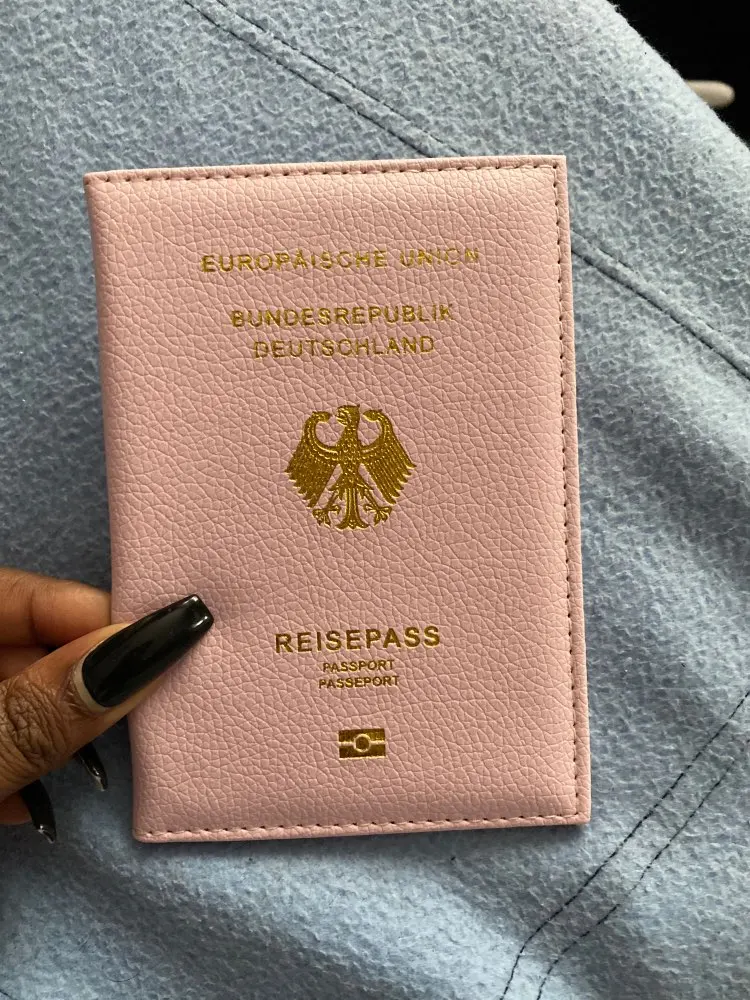 EUROPÄISCHE UNION
BUNDESREPUBLIK
DEUTSCHLAND
REISEPASS
PASSPORT
PASSEPORT